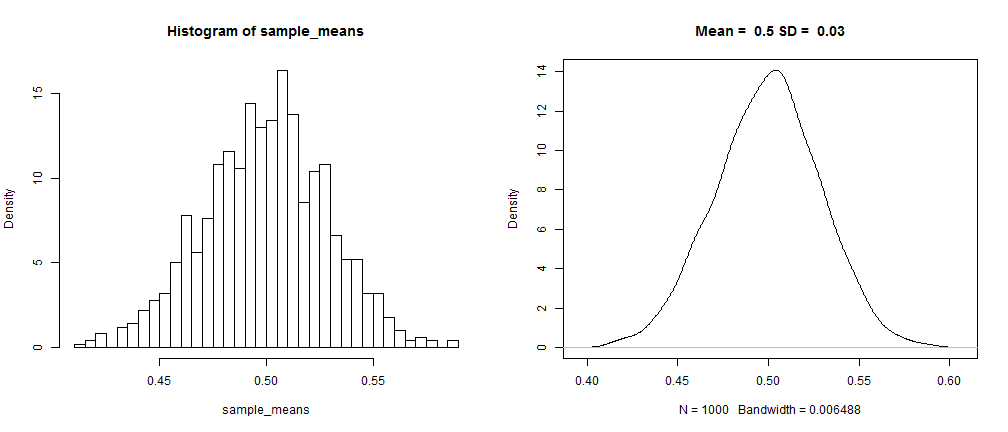 Histogram of sample_means
Density
15
10
5
0
0.45 0.50 0.55
sample_means
Mean =  0.5 SD =  0.03
Density
14
12
10
8
6
4
2
0
0.40 0.45 0.50 0.55 0.60
N = 1000   Bandwidth = 0.006488